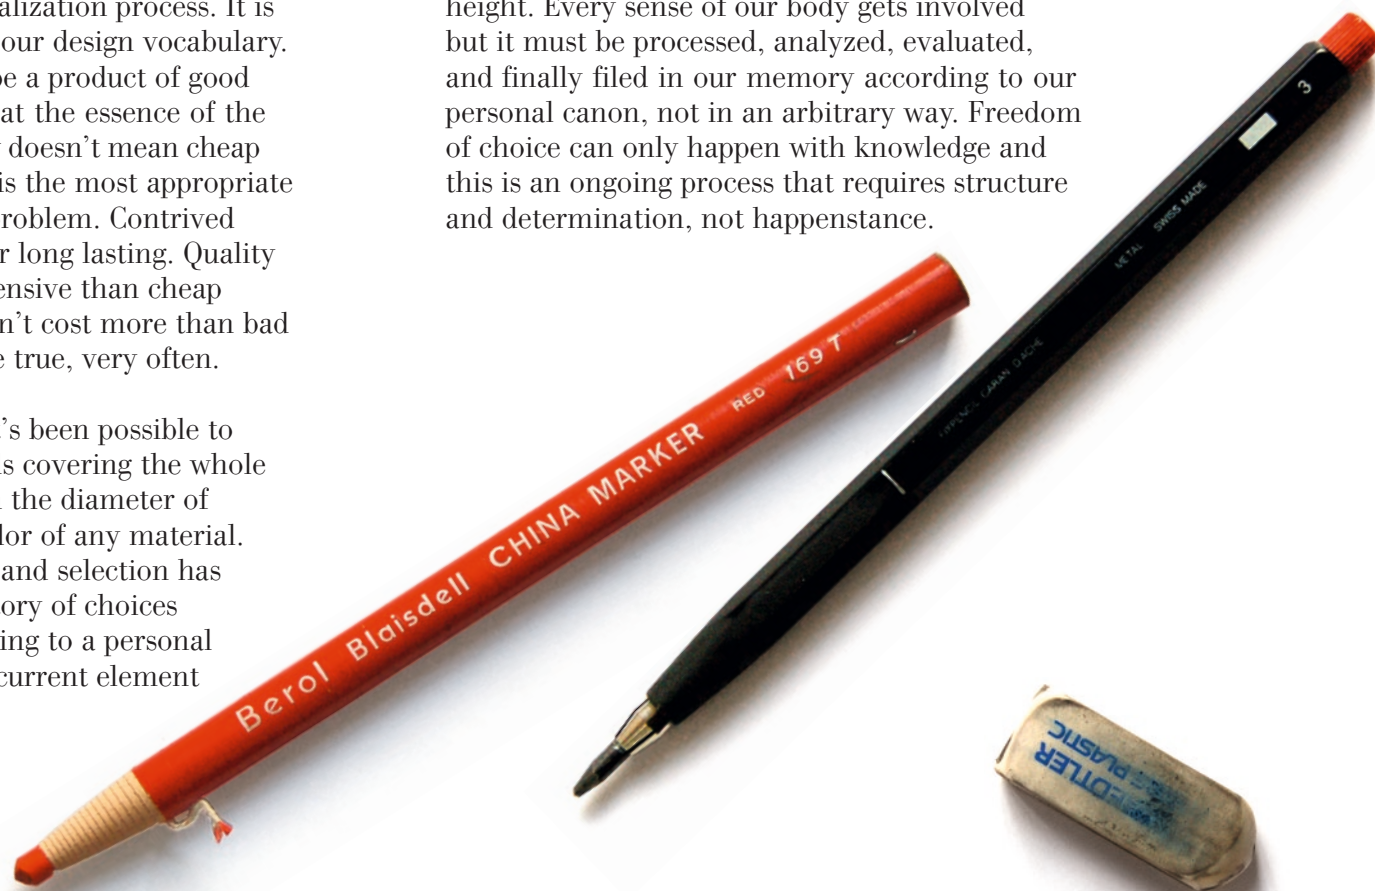 alization process. It is
our design vocabulary.
be a product of good
at the essence of the
doesn't mean cheap
is the most appropriate
roblem. Contrived
r long lasting. Quality
ensive than cheap
n't cost more than bad
e true, very often.
t's been possible to
s covering the whole
the diameter of
lor of any material.
and selection has
tory of choices
ing to a personal
current element
height. Every sense of our body gets involved
but it must be processed, analyzed, evaluated,
and finally filed in our memory according to our
personal canon, not in an arbitrary way. Freedom
of choice can only happen with knowledge and
this is an ongoing process that requires structure
and determination, not happenstance.
Berol Blaisdell CHINA MARKER RED 169 T
CARAN D'ACHE METAL SWISS MADE 3
EDTLER
PLASTIC